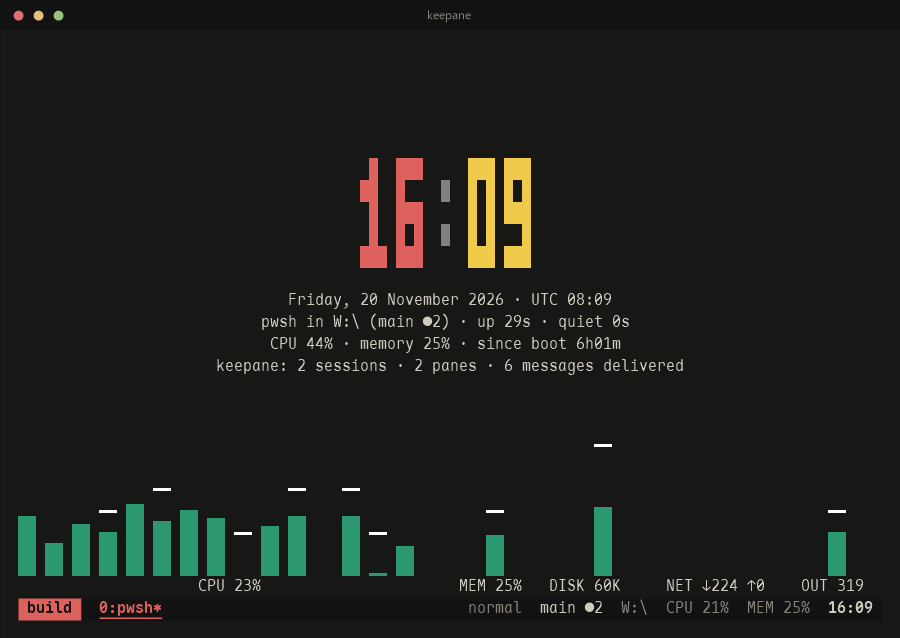 keepane
16:09
Friday, 20 November 2026 · UTC 08:09
pwsh in W:\ (main ●2) · up 29s · quiet 0s
CPU 44% · memory 25% · since boot 6h01m
keepane: 2 sessions · 2 panes · 6 messages delivered
CPU 23% MEM 25% DISK 60K NET ↓224 ↑0 OUT 319
build 0:pwsh* normal main ●2 W:\ CPU 21% MEM 25% 16:09